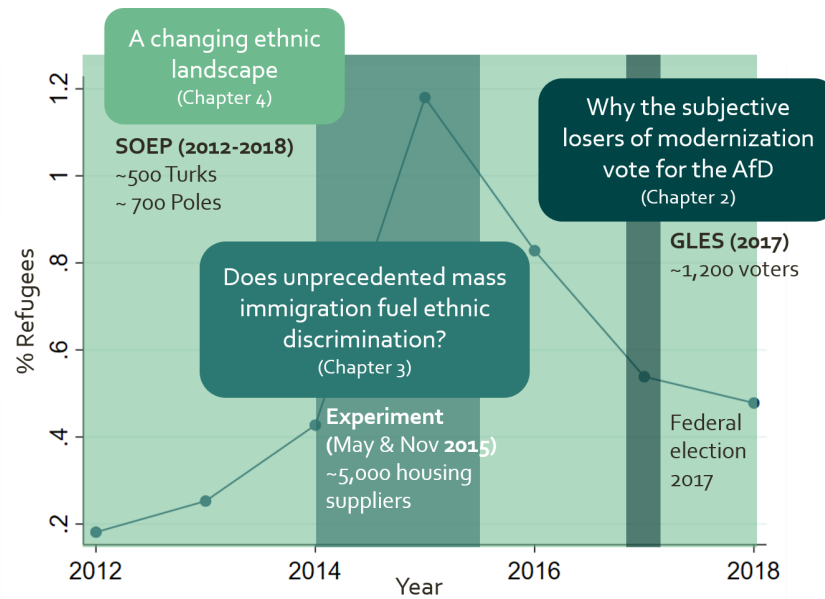 A changing ethnic
landscape
(Chapter 4)
SOEP (2012-2018)
~500 Turks
~ 700 Poles
Why the subjective
losers of modernization
vote for the AfD
(Chapter 2)
GLES (2017)
~1,200 voters
Does unprecedented mass
immigration fuel ethnic
discrimination?
(Chapter 3)
Experiment
(May & Nov 2015)
~5,000 housing
suppliers
Federal
election
2017
% Refugees
1.2
1
.8
.6
.4
.2
2012
2014
2016
2018
Year